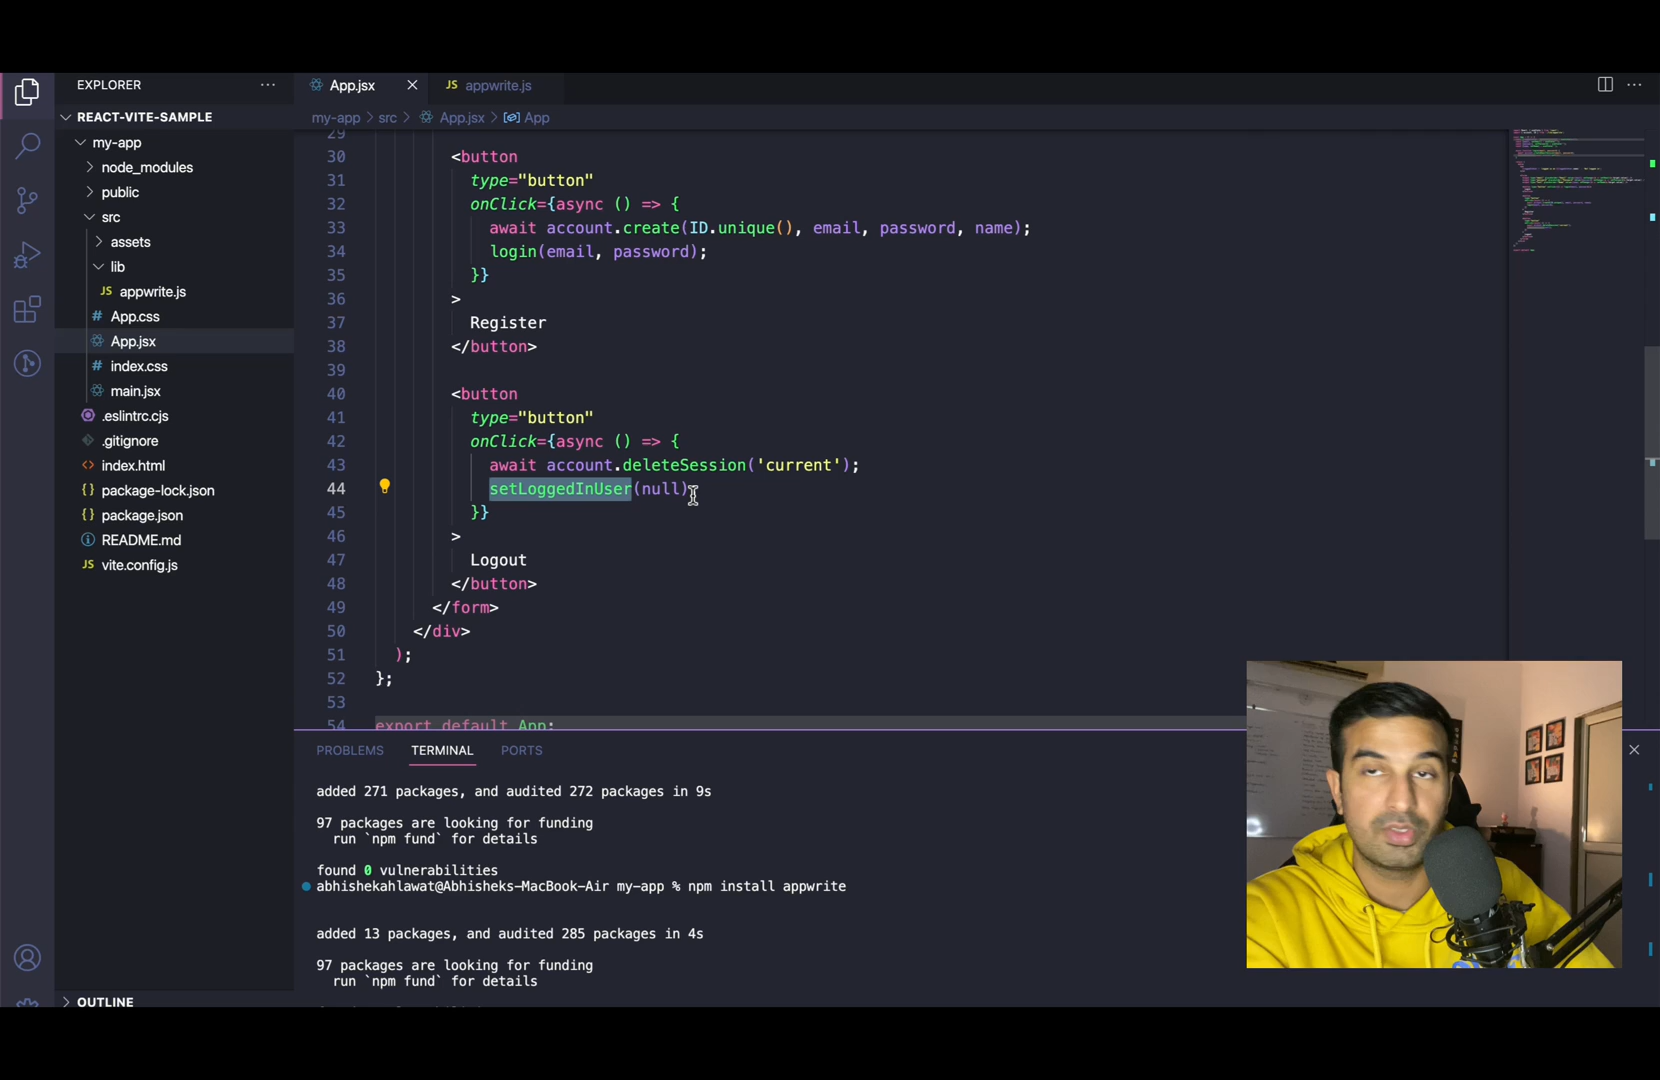 EXPLORER
REACT-VITE-SAMPLE
my-app
node_modules
public
src
assets
lib
JS appwrite.js
# App.css
App.jsx
# index.css
main.jsx
.eslintrc.cjs
.gitignore
<> index.html
package-lock.json
package.json
README.md
JS vite.config.js
OUTLINE
App.jsx
JS appwrite.js
my-app > src > App.jsx > App
29
30 <button
31 type="button"
32 onClick={async () => {
33 await account.create(ID.unique(), email, password, name);
34 login(email, password);
35 }}
36 >
37 Register
38 </button>
39
40 <button
41 type="button"
42 onClick={async () => {
43 await account.deleteSession('current');
44 setLoggedInUser(null)
45 }}
46 >
47 Logout
48 </button>
49 </form>
50 </div>
51 );
52 };
53
54 export default App;
PROBLEMS TERMINAL PORTS
added 271 packages, and audited 272 packages in 9s
97 packages are looking for funding
run `npm fund` for details
found 0 vulnerabilities
abhishekahlawat@Abhisheks-MacBook-Air my-app % npm install appwrite
added 13 packages, and audited 285 packages in 4s
97 packages are looking for funding
run `npm fund` for details